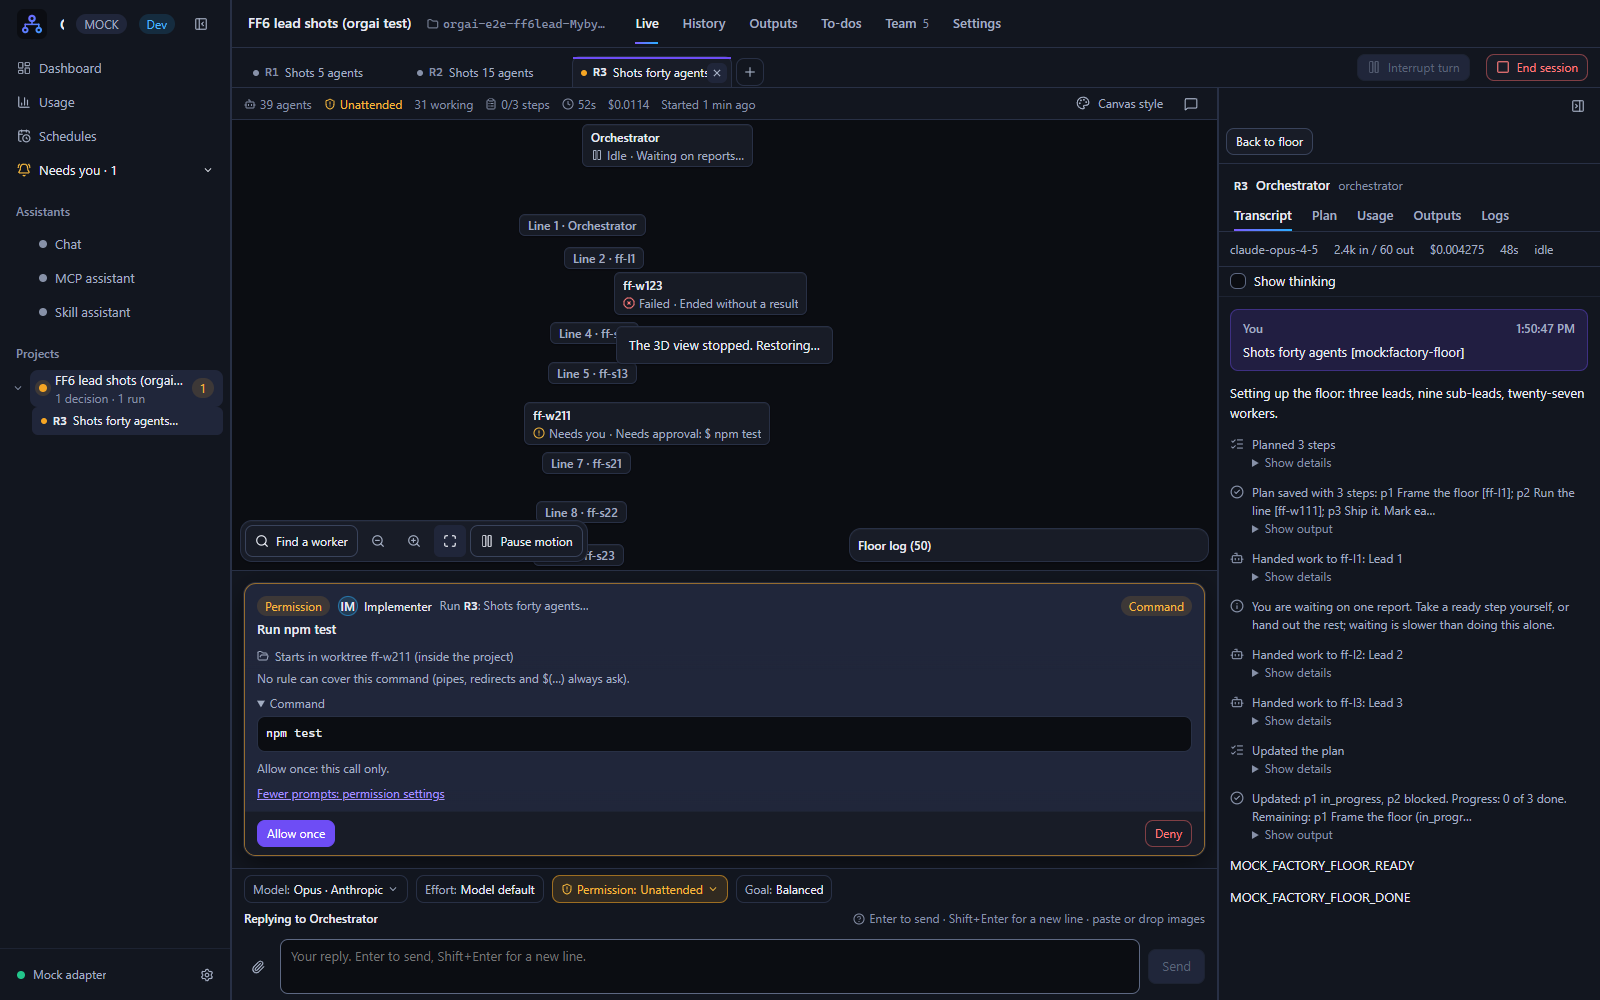 MOCK
Dev
Dashboard
Usage
Schedules
Needs you · 1
Assistants
Chat
MCP assistant
Skill assistant
Projects
FF6 lead shots (orgai...
1 decision · 1 run
1
R3 Shots forty agents...
Mock adapter
FF6 lead shots (orgai test)
orgai-e2e-ff6lead-Myby...
Live
History
Outputs
To-dos
Team 5
Settings
R1 Shots 5 agents
R2 Shots 15 agents
R3 Shots forty agents
Interrupt turn
End session
39 agents
Unattended
31 working
0/3 steps
52s
$0.0114
Started 1 min ago
Canvas style
Orchestrator
Idle · Waiting on reports...
Line 1 · Orchestrator
Line 2 · ff-l1
ff-w123
Failed · Ended without a result
Line 4 · ff-s
The 3D view stopped. Restoring...
Line 5 · ff-s13
ff-w211
Needs you · Needs approval: $ npm test
Line 7 · ff-s21
Line 8 · ff-s22
ff-s23
Find a worker
Pause motion
Floor log (50)
Permission
IM Implementer
Run R3: Shots forty agents...
Command
Run npm test
Starts in worktree ff-w211 (inside the project)
No rule can cover this command (pipes, redirects and $(...) always ask).
Command
npm test
Allow once: this call only.
Fewer prompts: permission settings
Allow once
Deny
Model: Opus · Anthropic
Effort: Model default
Permission: Unattended
Goal: Balanced
Replying to Orchestrator
Enter to send · Shift+Enter for a new line · paste or drop images
Your reply. Enter to send, Shift+Enter for a new line.
Send
Back to floor
R3 Orchestrator orchestrator
Transcript
Plan
Usage
Outputs
Logs
claude-opus-4-5
2.4k in / 60 out
$0.004275
48s
idle
Show thinking
You
1:50:47 PM
Shots forty agents [mock:factory-floor]
Setting up the floor: three leads, nine sub-leads, twenty-seven
workers.
Planned 3 steps
Show details
Plan saved with 3 steps: p1 Frame the floor [ff-l1]; p2 Run the
line [ff-w111]; p3 Ship it. Mark ea...
Show output
Handed work to ff-l1: Lead 1
Show details
You are waiting on one report. Take a ready step yourself, or
hand out the rest; waiting is slower than doing this alone.
Handed work to ff-l2: Lead 2
Show details
Handed work to ff-l3: Lead 3
Show details
Updated the plan
Show details
Updated: p1 in_progress, p2 blocked. Progress: 0 of 3 done.
Remaining: p1 Frame the floor (in_progr...
Show output
MOCK_FACTORY_FLOOR_READY
MOCK_FACTORY_FLOOR_DONE